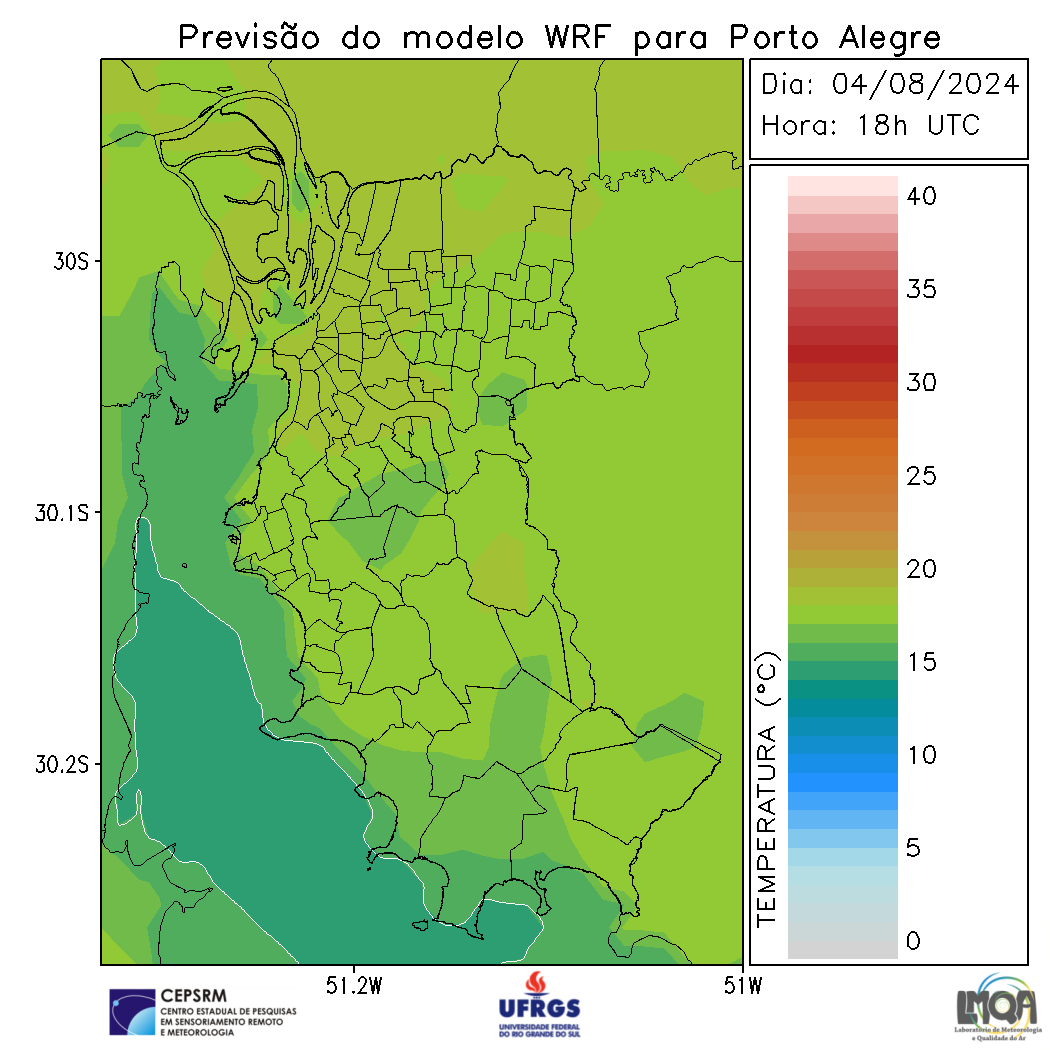 Previsão do modelo WRF para Porto Alegre
Dia: 04/08/2024
Hora: 18h UTC
40
35
30
25
20
15
10
5
0
TEMPERATURA (°C)
30S
30.1S
30.2S
51.2W
51W
CEPSRM
CENTRO ESTADUAL DE PESQUISAS
EM SENSORIAMENTO REMOTO
E METEOROLOGIA
UFRGS
UNIVERSIDADE FEDERAL
DO RIO GRANDE DO SUL
LMQA
Laboratório de Meteorologia
e Qualidade do Ar